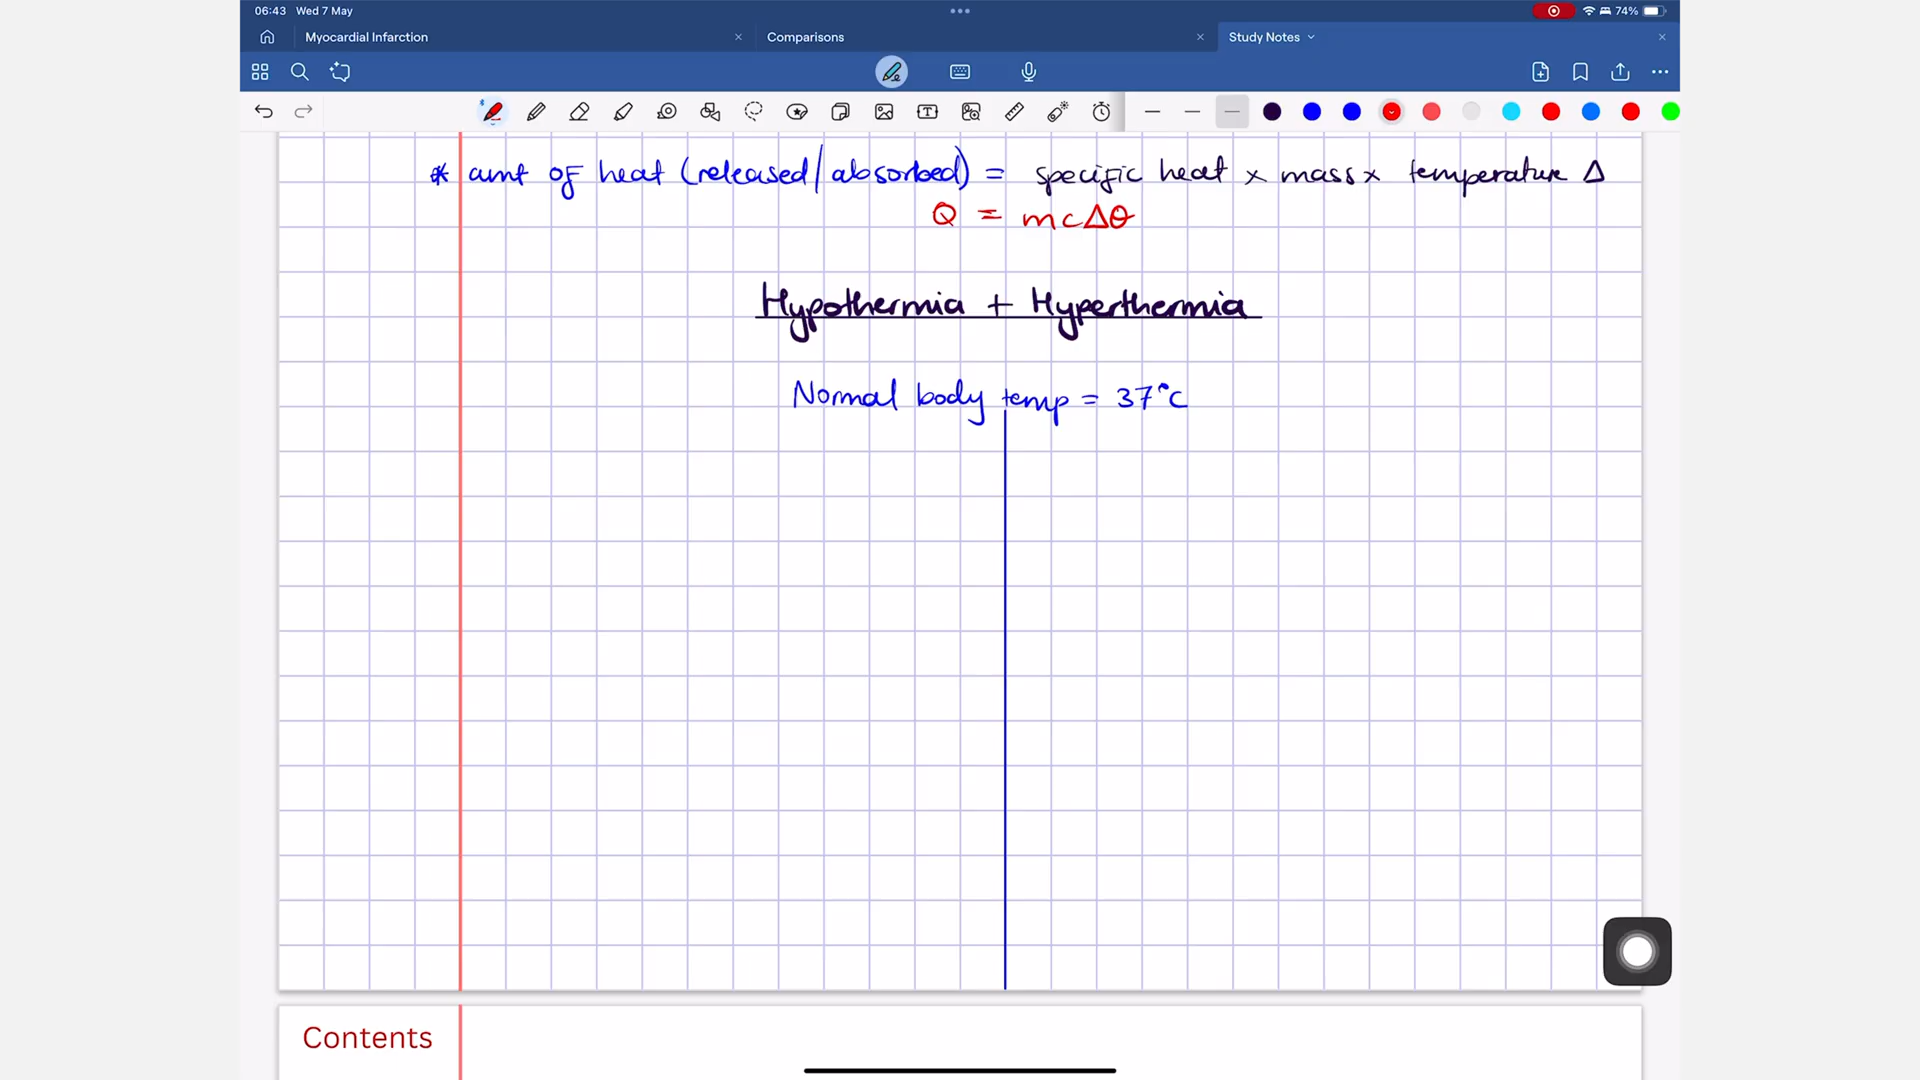 06:43 Wed 7 May
74%
Myocardial Infarction
Comparisons
Study Notes
* amt of heat (released/absorbed) = specific heat x mass x temperature Δ
Q = mcΔθ
Hypothermia + Hyperthermia
Normal body temp = 37°C
Contents